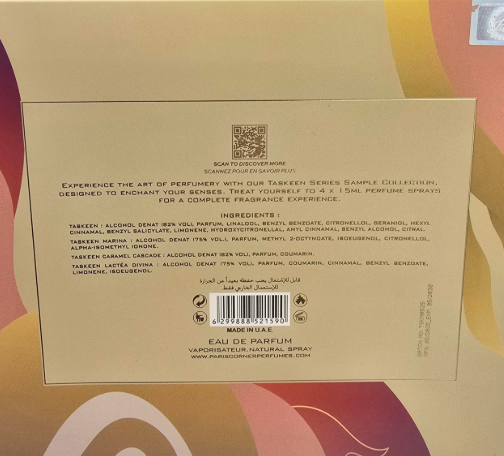 SCAN TO DISCOVER MORE
SCANNEZ POUR EN SAVOIR PLUS
EXPERIENCE THE ART OF PERFUMERY WITH OUR TASKEEN SERIES SAMPLE COLLECTION,
DESIGNED TO ENCHANT YOUR SENSES. TREAT YOURSELF TO 4 X 15ML PERFUME SPRAYS
FOR A COMPLETE FRAGRANCE EXPERIENCE.
INGREDIENTS :
TASKEEN : ALCOHOL DENAT (82% VOL), PARFUM, LINALOOL, BENZYL BENZOATE, CITRONELLOL, GERANIOL, HEXYL
CINNAMAL, BENZYL SALICYLATE, LIMONENE, HYDROXYCITRONELLAL, AMYL CINNAMAL, BENZYL ALCOHOL, CITRAL.
TASKEEN MARINA : ALCOHOL DENAT (75% VOL), PARFUM, METHYL 2-OCTYNOATE, ISOEUGENOL, CITRONELLOL,
ALPHA-ISOMETHYL IONONE.
TASKEEN CARAMEL CASCADE : ALCOHOL DENAT (82% VOL), PARFUM, COUMARIN.
TASKEEN LACTÉA DIVINA : ALCOHOL DENAT (75% VOL), PARFUM, COUMARIN, CINNAMAL, BENZYL BENZOATE,
LIMONENE, ISOEUGENOL.
قابل للإشتعال يجب حفظه بعيداً عن الحرارة
للإستعمال الخارجي فقط
6 299888 521590
MADE IN U.A.E.
EAU DE PARFUM
VAPORISATEUR, NATURAL SPRAY
WWW.PARISCORNERPERFUMES.COM